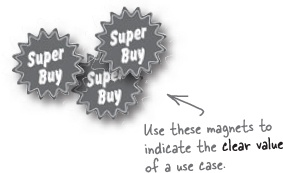 Super
Buy
Super
Buy
Super
Buy
Use these magnets to
indicate the clear value
of a use case.